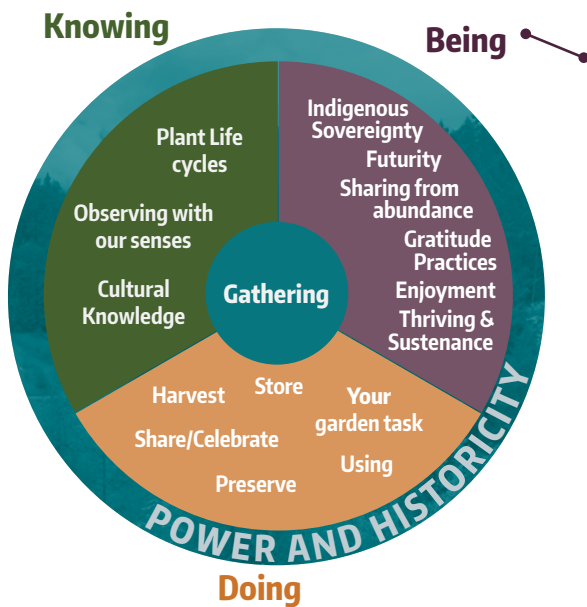 Knowing
Being
Plant Life
cycles
Observing with
our senses
Cultural
Knowledge
Indigenous
Sovereignty
Futurity
Sharing from
abundance
Gratitude
Practices
Enjoyment
Thriving &
Sustenance
Gathering
Harvest
Store
Your
garden task
Share/Celebrate
Using
Preserve
POWER AND HISTORICITY
Doing